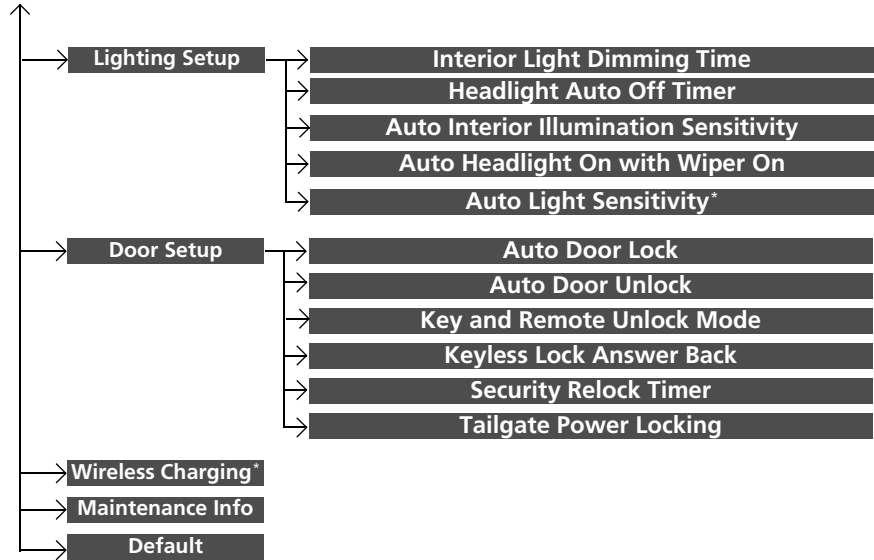 Lighting Setup
Interior Light Dimming Time
Headlight Auto Off Timer
Auto Interior Illumination Sensitivity
Auto Headlight On with Wiper On
Auto Light Sensitivity*
Door Setup
Auto Door Lock
Auto Door Unlock
Key and Remote Unlock Mode
Keyless Lock Answer Back
Security Relock Timer
Tailgate Power Locking
Wireless Charging*
Maintenance Info
Default